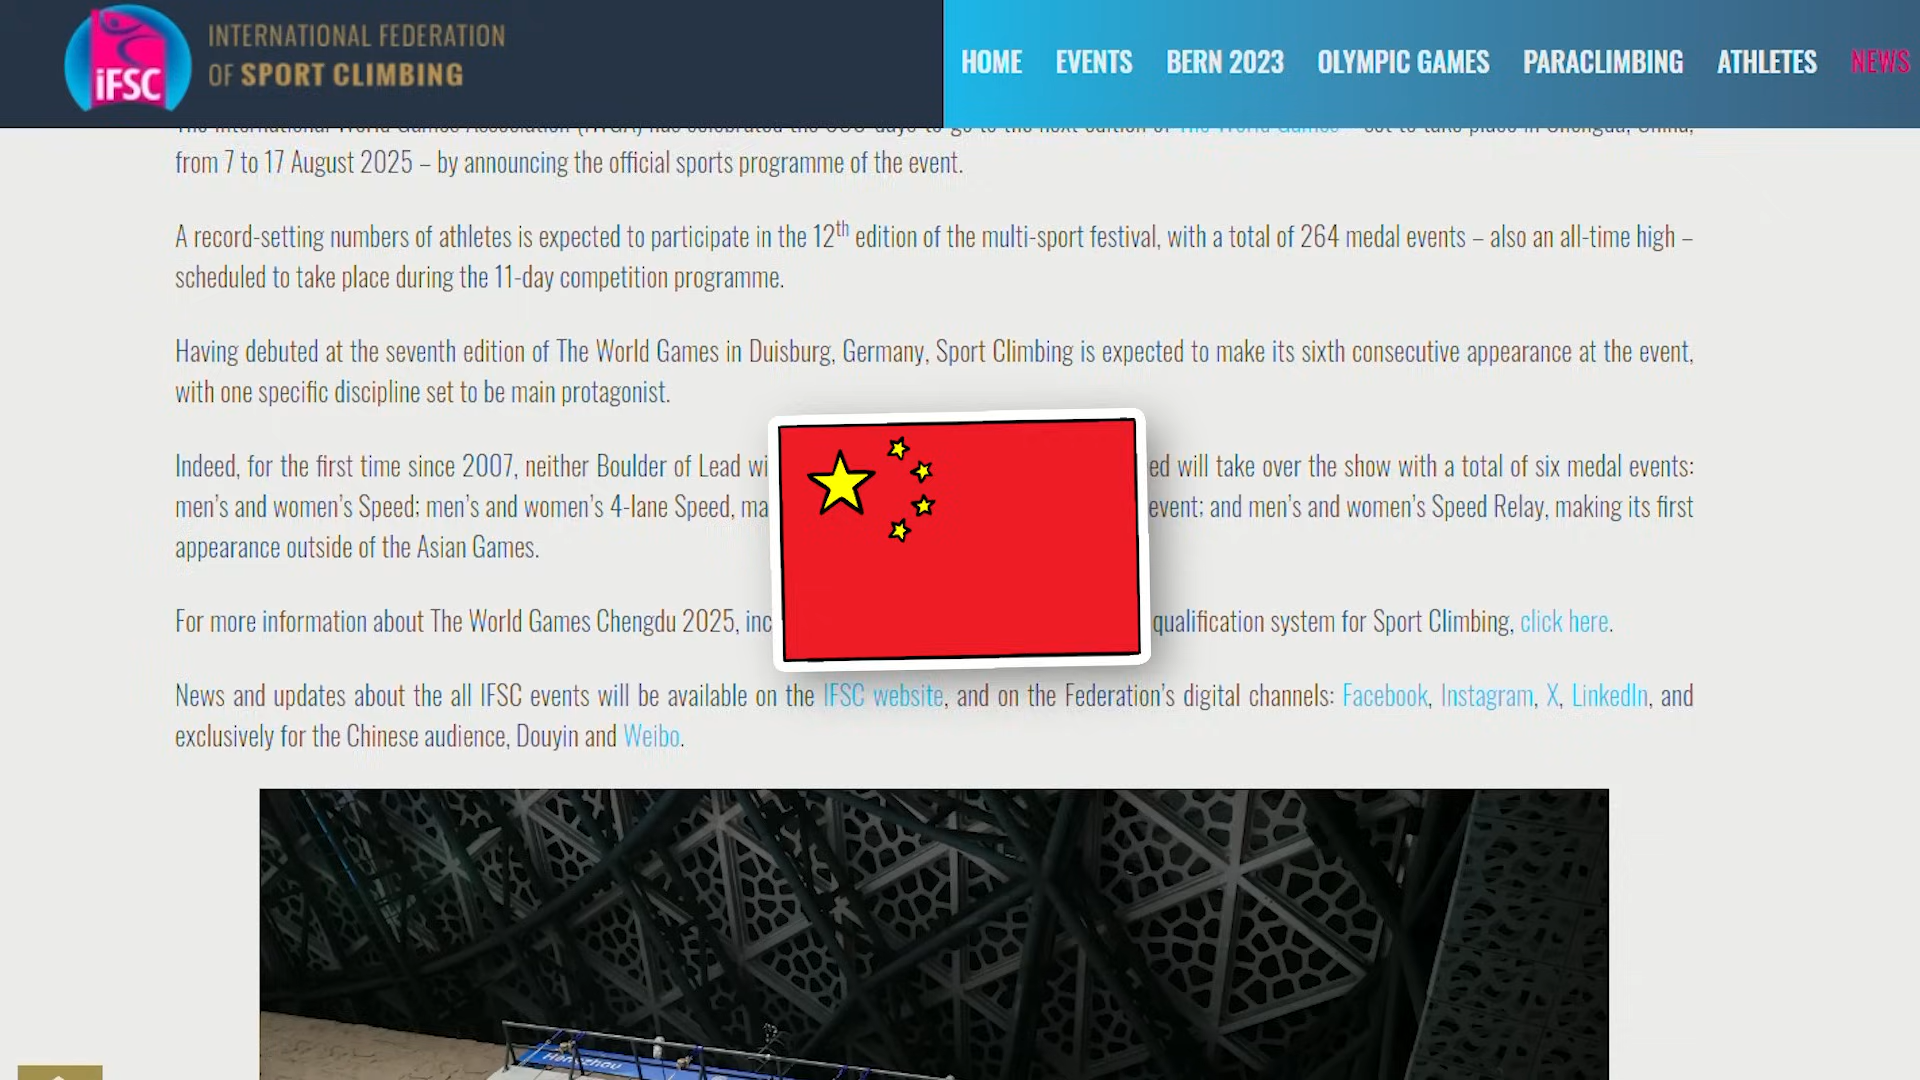 iFSC
INTERNATIONAL FEDERATION
OF SPORT CLIMBING
HOME EVENTS BERN 2023 OLYMPIC GAMES PARACLIMBING ATHLETES NEWS
from 7 to 17 August 2025 – by announcing the official sports programme of the event.
A record-setting numbers of athletes is expected to participate in the 12th edition of the multi-sport festival, with a total of 264 medal events – also an all-time high –
scheduled to take place during the 11-day competition programme.
Having debuted at the seventh edition of The World Games in Duisburg, Germany, Sport Climbing is expected to make its sixth consecutive appearance at the event,
with one specific discipline set to be main protagonist.
Indeed, for the first time since 2007, neither Boulder of Lead will take over the show with a total of six medal events:
men's and women's Speed; men's and women's 4-lane Speed, event; and men's and women's Speed Relay, making its first
appearance outside of the Asian Games.
For more information about The World Games Chengdu 2025, qualification system for Sport Climbing, click here.
News and updates about the all IFSC events will be available on the IFSC website, and on the Federation's digital channels: Facebook, Instagram, X, LinkedIn, and
exclusively for the Chinese audience, Douyin and Weibo.